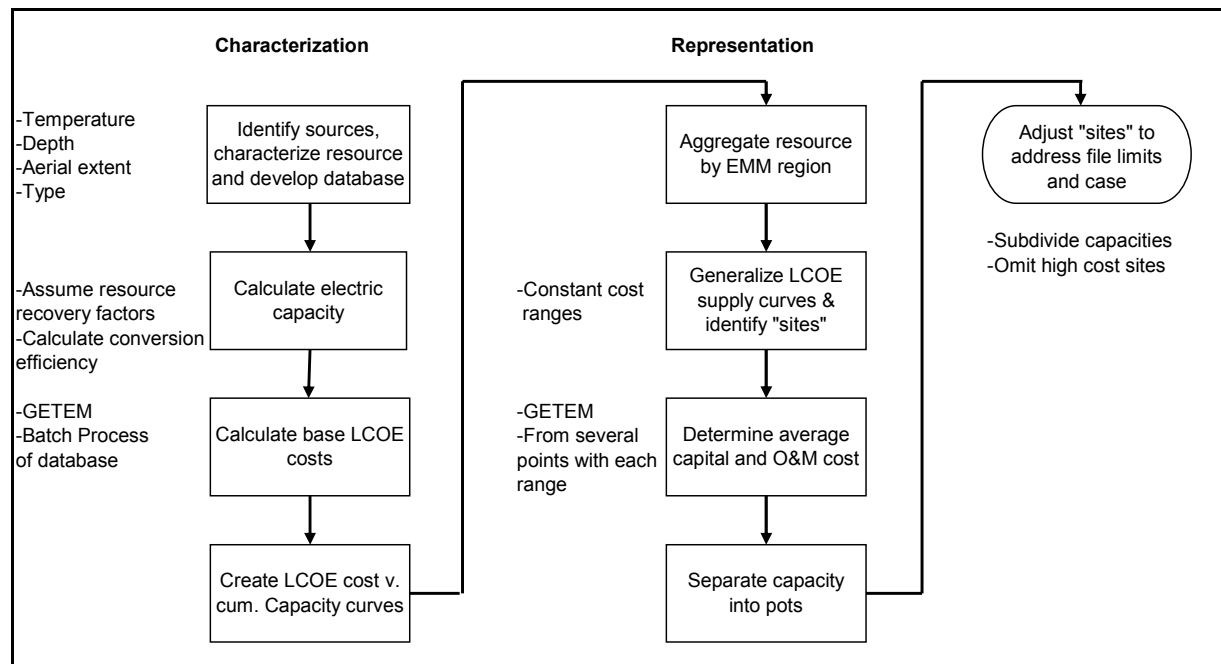 Characterization
-Temperature
-Depth
-Aerial extent
-Type
Identify sources,
characterize resource
and develop database
-Assume resource
recovery factors
-Calculate conversion
efficiency
Calculate electric
capacity
-GETEM
-Batch Process
of database
Calculate base LCOE
costs
Create LCOE cost v.
cum. Capacity curves
Representation
Aggregate resource
by EMM region
-Constant cost
ranges
Generalize LCOE
supply curves &
identify "sites"
-GETEM
-From several
points with each
range
Determine average
capital and O&M cost
Separate capacity
into pots
Adjust "sites" to
address file limits
and case
-Subdivide capacities
-Omit high cost sites